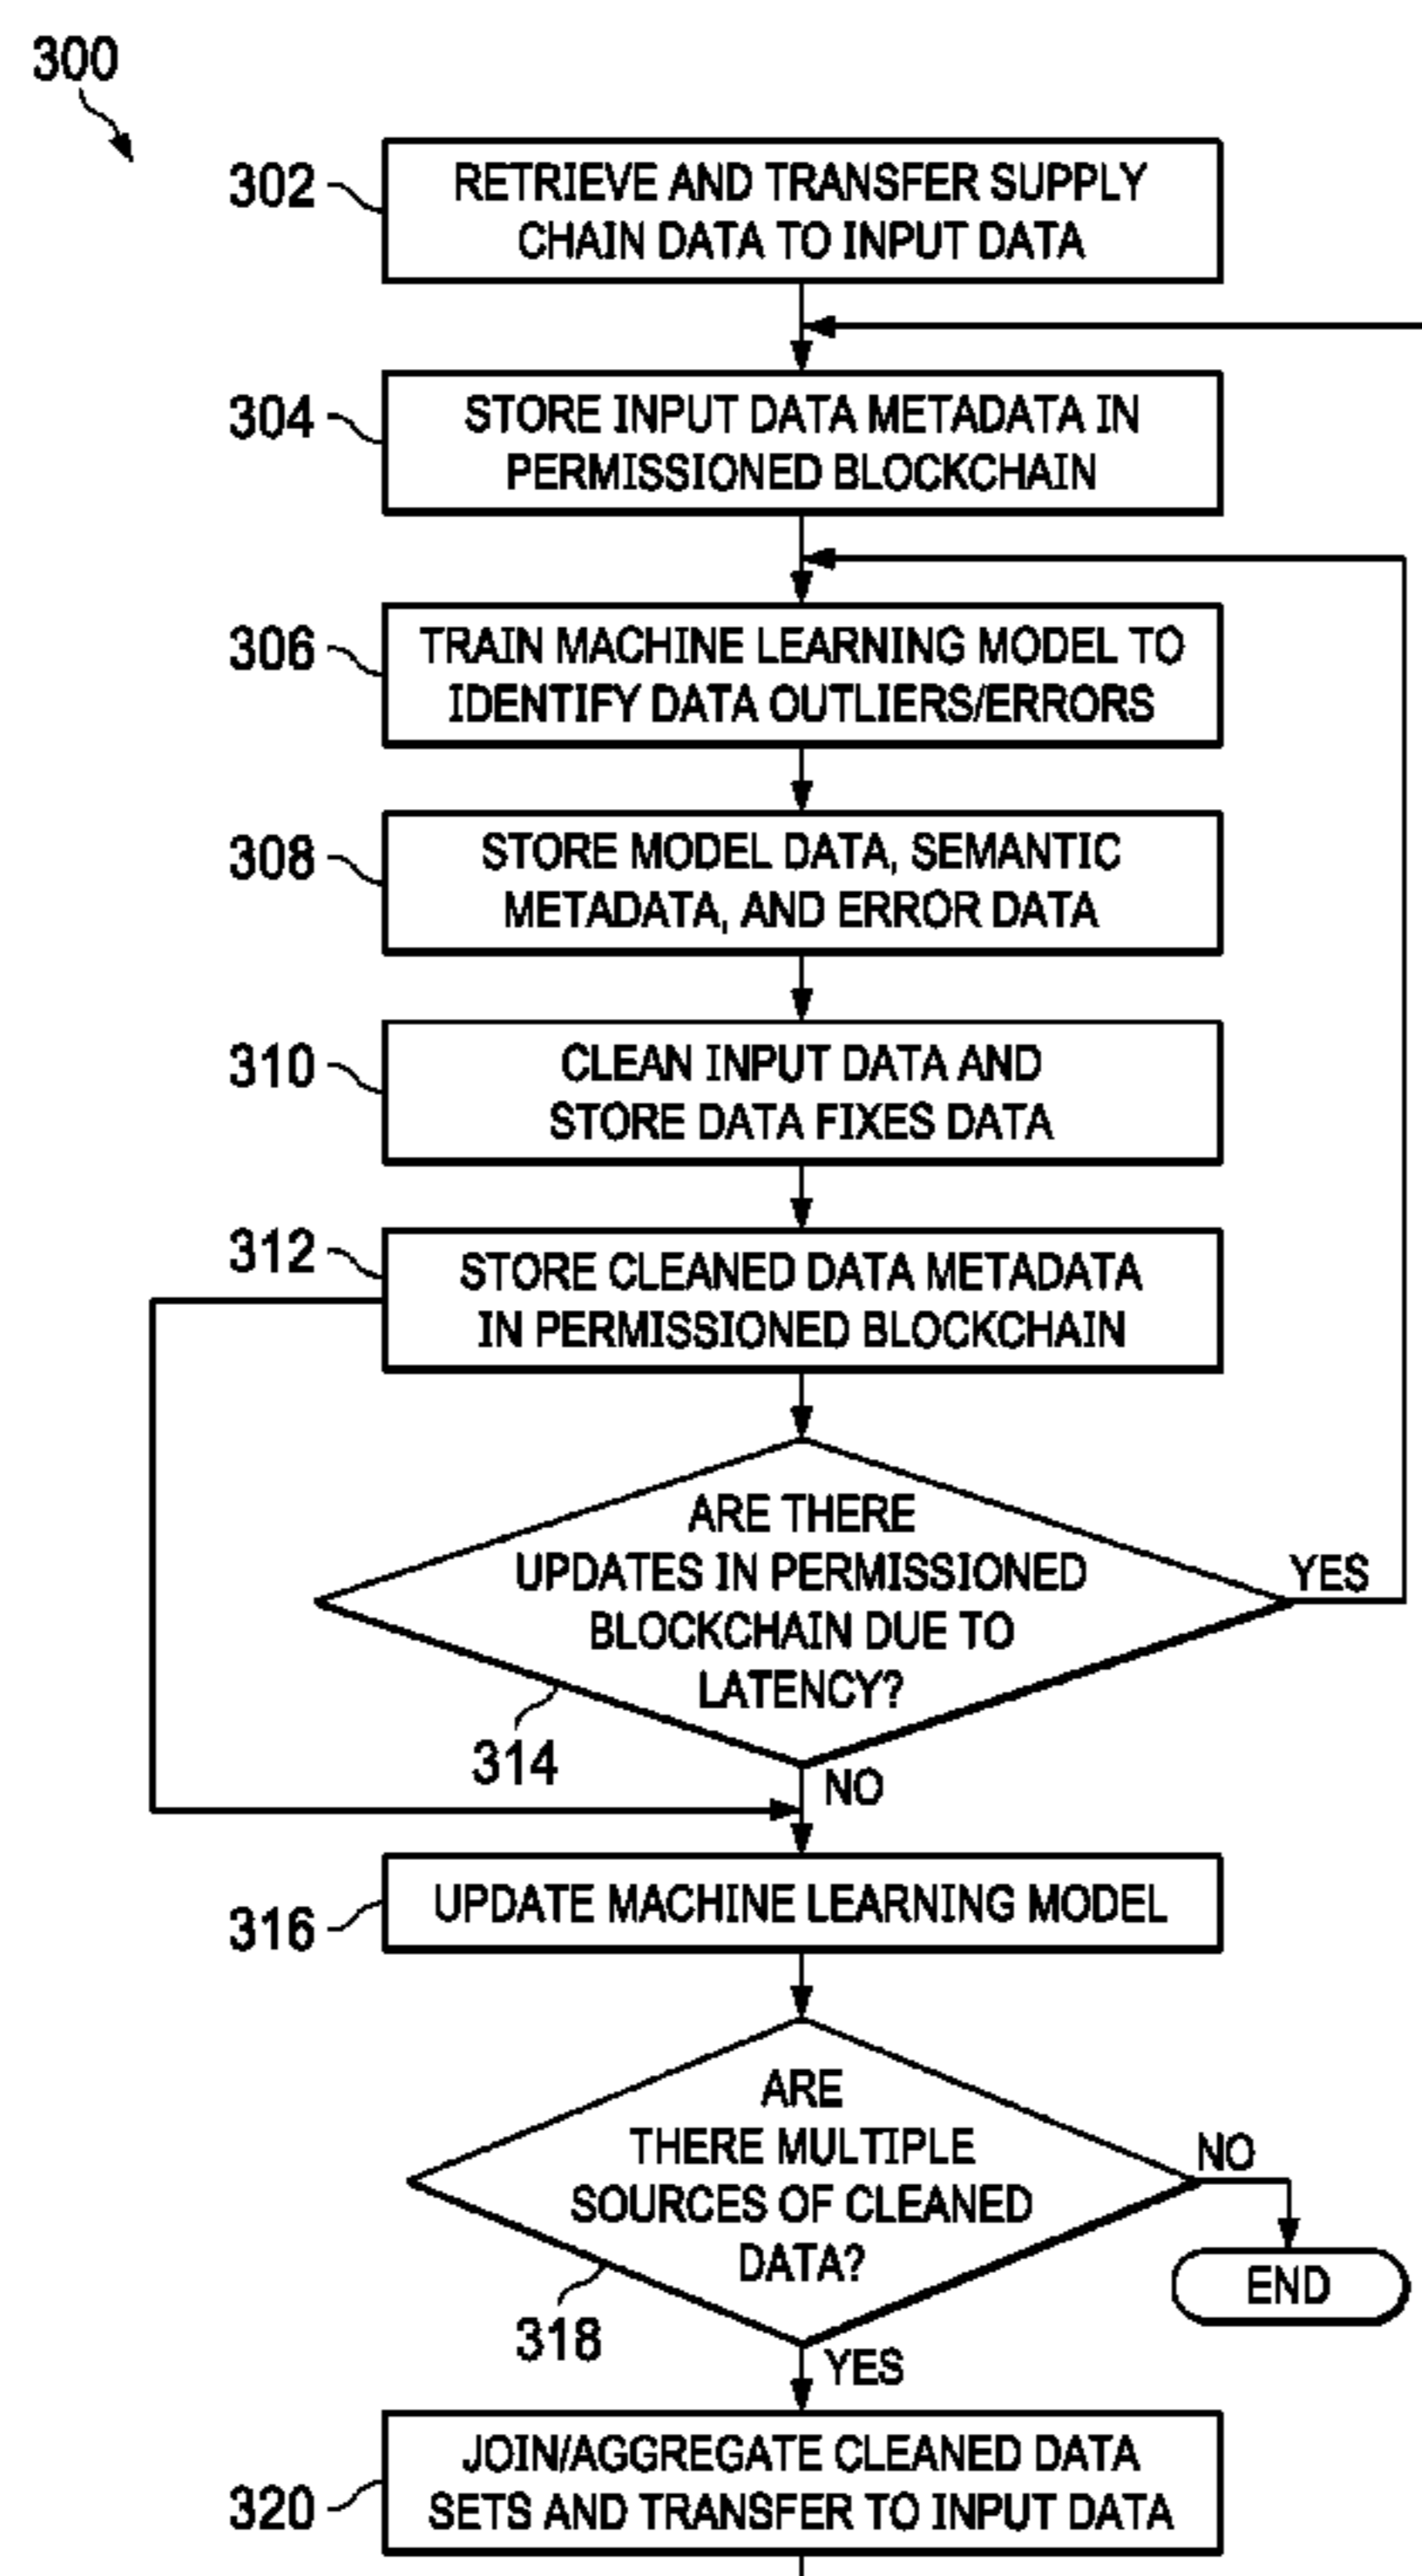 300
302
RETRIEVE AND TRANSFER SUPPLY
CHAIN DATA TO INPUT DATA
304
STORE INPUT DATA METADATA IN
PERMISSIONED BLOCKCHAIN
306
TRAIN MACHINE LEARNING MODEL TO
IDENTIFY DATA OUTLIERS/ERRORS
308
STORE MODEL DATA, SEMANTIC
METADATA, AND ERROR DATA
310
CLEAN INPUT DATA AND
STORE DATA FIXES DATA
312
STORE CLEANED DATA METADATA
IN PERMISSIONED BLOCKCHAIN
ARE THERE
UPDATES IN PERMISSIONED
BLOCKCHAIN DUE TO
LATENCY?
YES
314
NO
316
UPDATE MACHINE LEARNING MODEL
ARE
THERE MULTIPLE
SOURCES OF CLEANED
DATA?
NO
END
318
YES
320
JOIN/AGGREGATE CLEANED DATA
SETS AND TRANSFER TO INPUT DATA